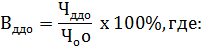 Вддо = Чддо / Чоо х 100%, где: